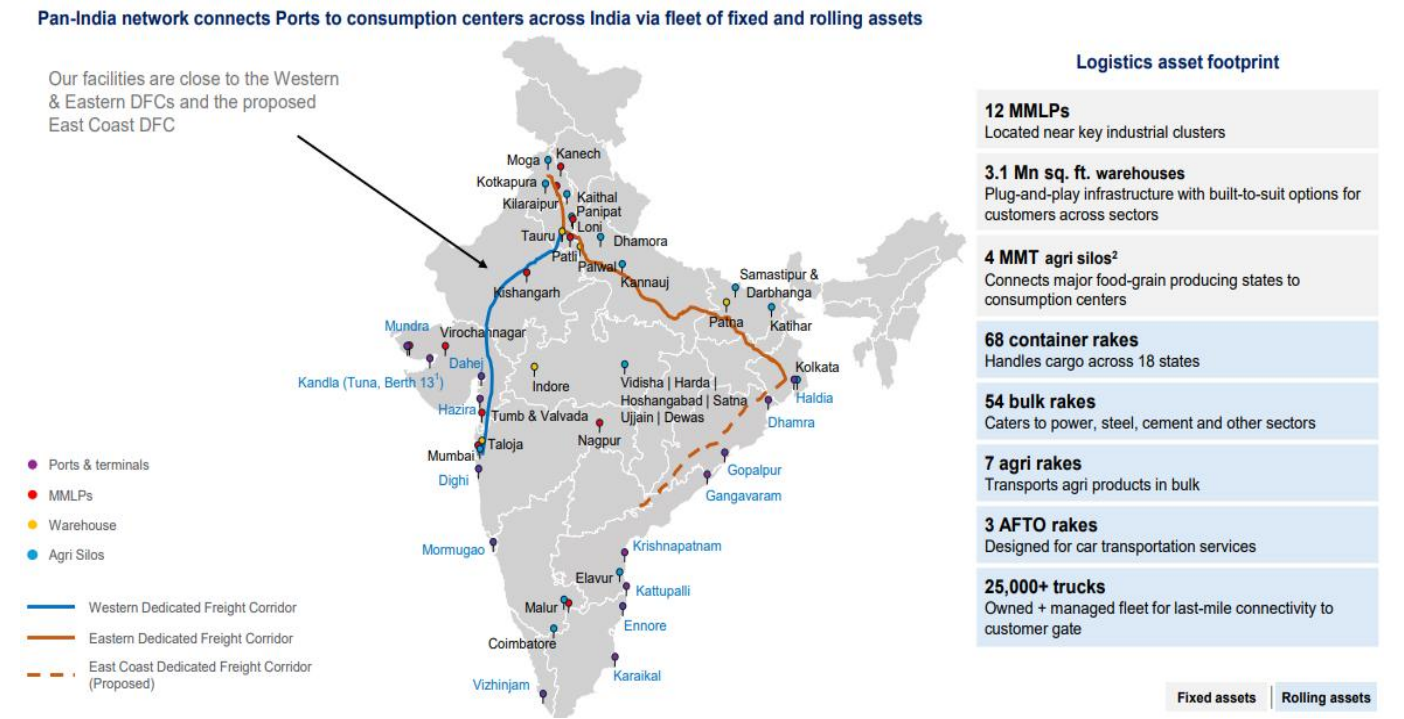 Pan-India network connects Ports to consumption centers across India via fleet of fixed and rolling assets
Our facilities are close to the Western
& Eastern DFCs and the proposed
East Coast DFC
Moga
Kanech
Kotkapura
Kilaraipur
Kaithal
Panipat
Loni
Tauru
Dhamora
Patli
Palwal
Kannauj
Kishangarh
Samastipur &
Darbhanga
Patna
Katihar
Mundra
Virochannagar
Dahej
Kandla (Tuna, Berth 13¹)
Indore
Vidisha | Harda |
Hoshangabad | Satna
Ujjain | Dewas
Kolkata
Haldia
Dhamra
Hazira
Tumb & Valvada
Nagpur
Taloja
Mumbai
Dighi
Gopalpur
Gangavaram
Mormugao
Krishnapatnam
Elavur
Kattupalli
Malur
Ennore
Coimbatore
Karaikal
Vizhinjam
Ports & terminals
MMLPs
Warehouse
Agri Silos
Western Dedicated Freight Corridor
Eastern Dedicated Freight Corridor
East Coast Dedicated Freight Corridor
(Proposed)
Logistics asset footprint
12 MMLPs
Located near key industrial clusters
3.1 Mn sq. ft. warehouses
Plug-and-play infrastructure with built-to-suit options for
customers across sectors
4 MMT agri silos²
Connects major food-grain producing states to
consumption centers
68 container rakes
Handles cargo across 18 states
54 bulk rakes
Caters to power, steel, cement and other sectors
7 agri rakes
Transports agri products in bulk
3 AFTO rakes
Designed for car transportation services
25,000+ trucks
Owned + managed fleet for last-mile connectivity to
customer gate
Fixed assets
Rolling assets